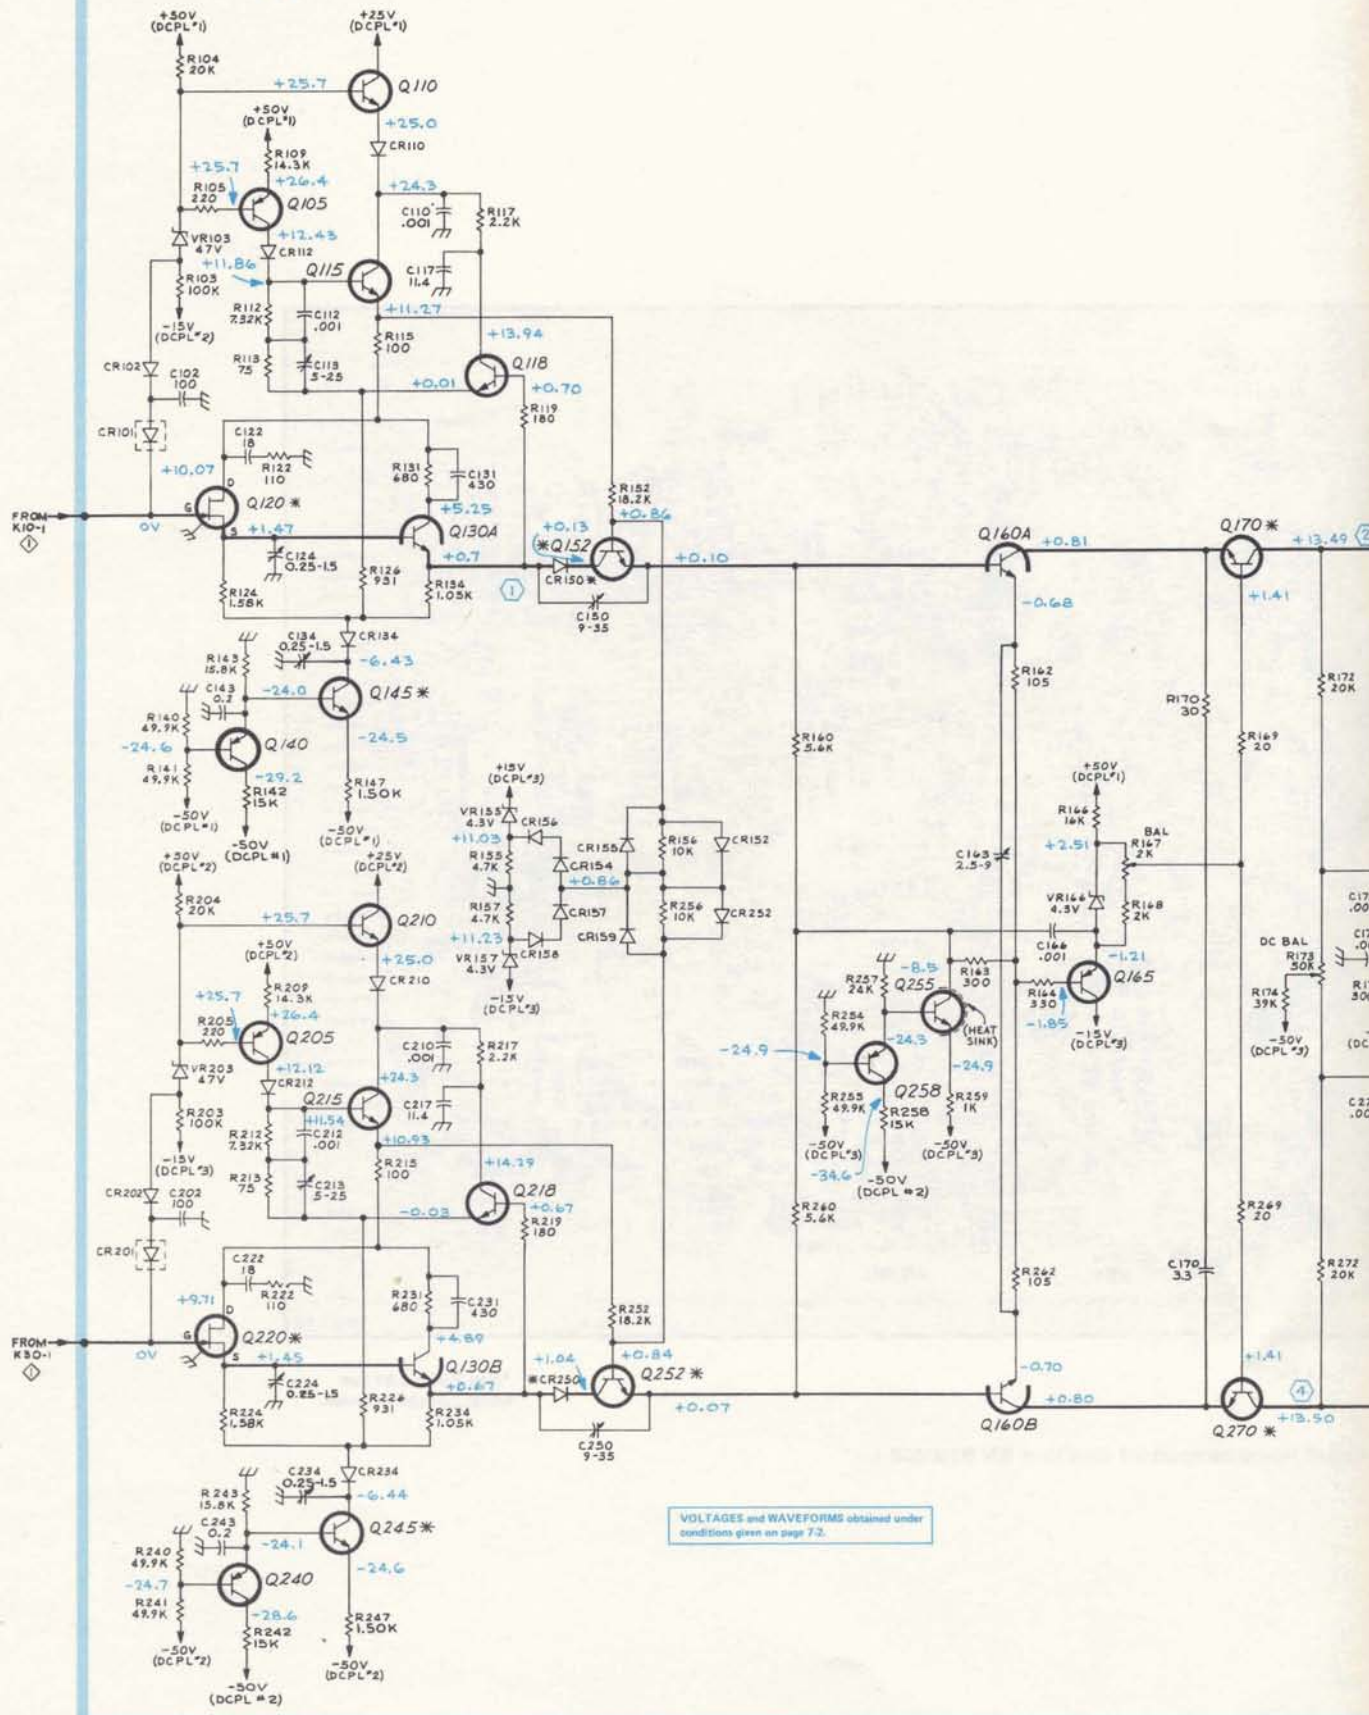 +50V
(DCPL#1)
+25V
(DCPL#1)
R104
20K
+25.7
Q110
+50V
(DCPL#1)
+25.0
CR110
R109
14.3K
+25.7
+26.4
R105
220
Q105
+24.3
C110
.001
R117
2.2K
+12.43
VR103
47V
CR112
+11.86
Q115
C117
11.4
R103
100K
R112
7.32K
C112
.001
+11.27
-15V
(DCPL#2)
R115
100
+13.94
CR102
C102
100
R113
75
C113
5-25
Q118
+0.01
+0.70
R119
180
CR101
C122
18
R122
110
+10.07
R131
680
C131
430
R152
18.2K
D
Q120*
+5.25
+0.86
FROM
K10-1
1
G
0V
S
+1.47
Q130A
+0.13
*Q152
+0.10
Q160A
+0.81
Q170*
+13.49
2
C124
0.25-1.5
R126
931
+0.7
1
CR150*
R124
1.58K
R134
1.05K
C150
9-35
-0.68
+1.41
C134
0.25-1.5
CR134
R143
15.8K
-6.43
C143
0.2
-24.0
Q145*
R162
105
R172
20K
R170
30
R140
49.9K
-24.6
Q140
-24.5
R160
5.6K
R169
20
R141
49.9K
-29.2
R142
15K
R147
1.50K
+15V
(DCPL#3)
+50V
(DCPL#1)
-50V
(DCPL#1)
-50V
(DCPL#1)
-50V
(DCPL#1)
VR155
4.3V
CR156
R166
16K
BAL
R167
2K
+50V
(DCPL#2)
+25V
(DCPL#2)
+11.03
CR155
R156
10K
CR152
+2.51
C163
2.5-9
R155
4.7K
CR154
+0.86
R204
20K
Q210
R157
4.7K
CR157
R256
10K
CR252
VR166
4.3V
R168
2K
+25.7
+11.23
CR158
CR159
C166
.001
DC BAL
R173
50K
+50V
(DCPL#2)
+25.0
VR157
4.3V
-1.21
CR210
R257
24K
-8.5
Q255
R163
300
Q165
R209
14.3K
-15V
(DCPL#3)
R164
330
R174
39K
+25.7
+26.4
R254
49.9K
-1.85
R205
220
Q205
C210
.001
R217
2.2K
-24.3
(HEAT
SINK)
-15V
(DCPL#3)
-50V
(DCPL#3)
-24.9
-24.9
VR203
47V
+12.12
CR212
+24.3
Q258
Q215
C217
11.4
R255
49.9K
R258
15K
R259
1K
R203
100K
+11.54
R212
7.32K
C212
.001
+10.93
-50V
(DCPL#3)
-50V
(DCPL#3)
-15V
(DCPL#3)
R215
100
+14.29
-34.6
-50V
(DCPL #2)
R213
75
C213
5-25
CR202
C202
100
Q218
-0.03
+0.67
R219
180
R260
5.6K
R269
20
CR201
C222
18
R222
110
C170
3.3
R262
105
R272
20K
+9.71
R231
680
C231
430
R252
18.2K
D
Q220*
+4.89
FROM
K30-1
1
G
0V
S
+1.45
Q130B
+1.04
+0.84
Q252*
-0.70
+1.41
*CR250
4
C224
0.25-1.5
+0.67
+0.07
+0.80
+13.50
R224
1.58K
R226
931
R234
1.05K
Q160B
Q270 *
C250
9-35
C234
0.25-1.5
CR234
R243
15.8K
-6.44
C243
0.2
Q245*
VOLTAGES and WAVEFORMS obtained under
conditions given on page 7-2.
-24.1
R240
49.9K
-24.7
Q240
-24.6
R241
49.9K
-28.6
R242
15K
R247
1.50K
-50V
(DCPL#2)
-50V
(DCPL#2)
-50V
(DCPL #2)